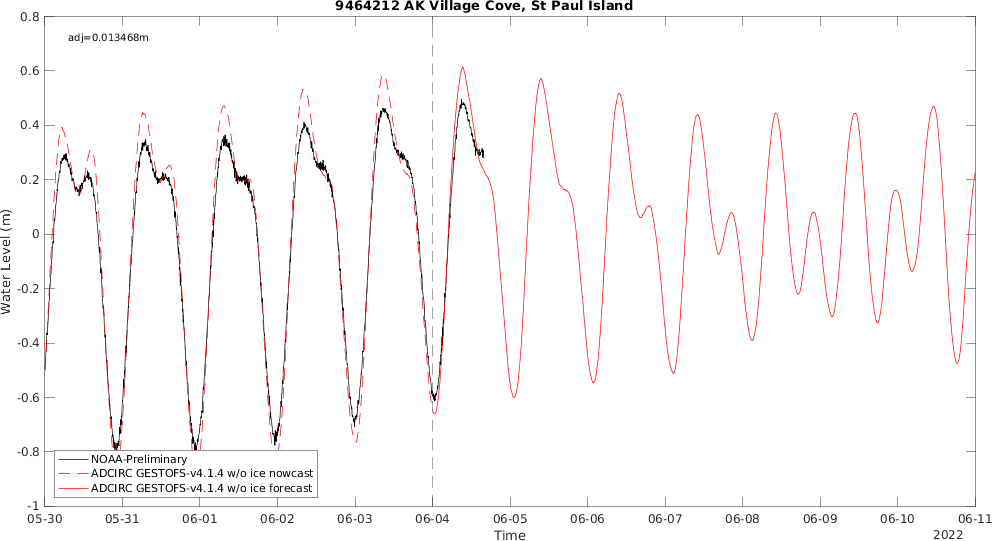 9464212 AK Village Cove, St Paul Island
adj=0.013468m
0.8
0.6
0.4
0.2
0
-0.2
-0.4
-0.6
-0.8
-1
Water Level (m)
NOAA-Preliminary
ADCIRC GESTOFS-v4.1.4 w/o ice nowcast
ADCIRC GESTOFS-v4.1.4 w/o ice forecast
05-30 05-31 06-01 06-02 06-03 06-04 06-05 06-06 06-07 06-08 06-09 06-10 06-11
Time
2022